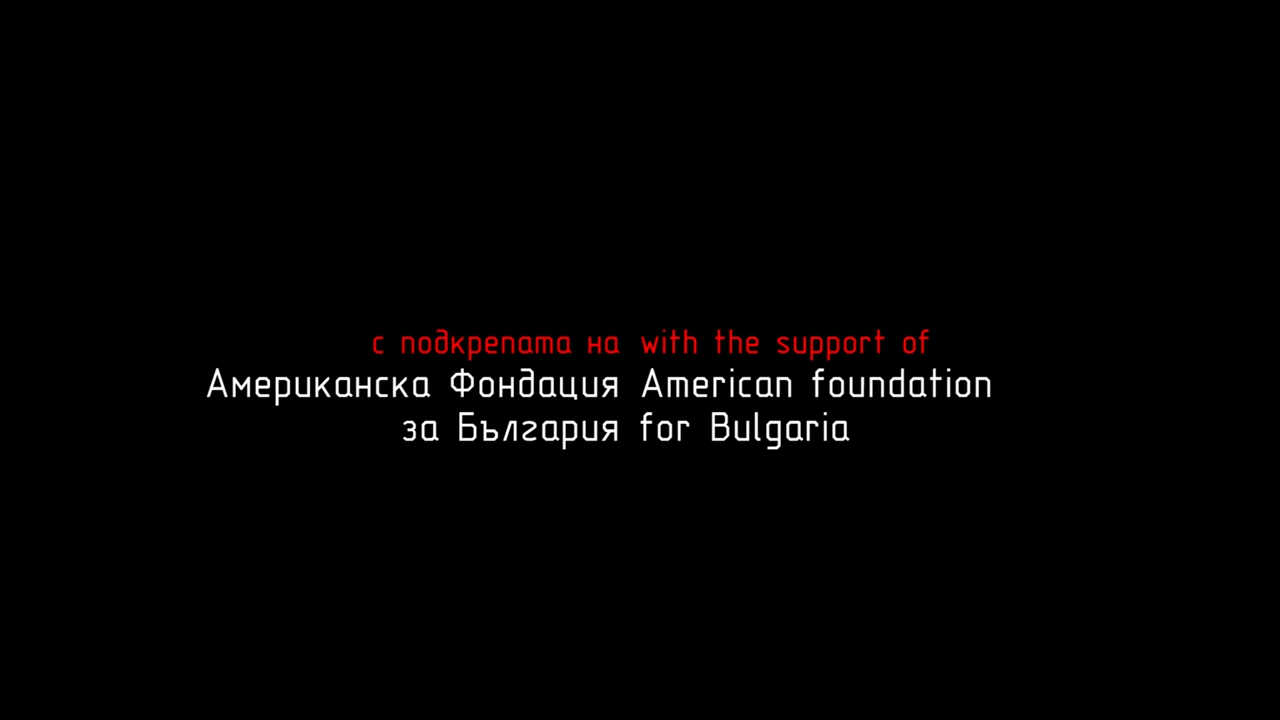 с подкрепата на with the support of
Американска Фондация American foundation
за България for Bulgaria